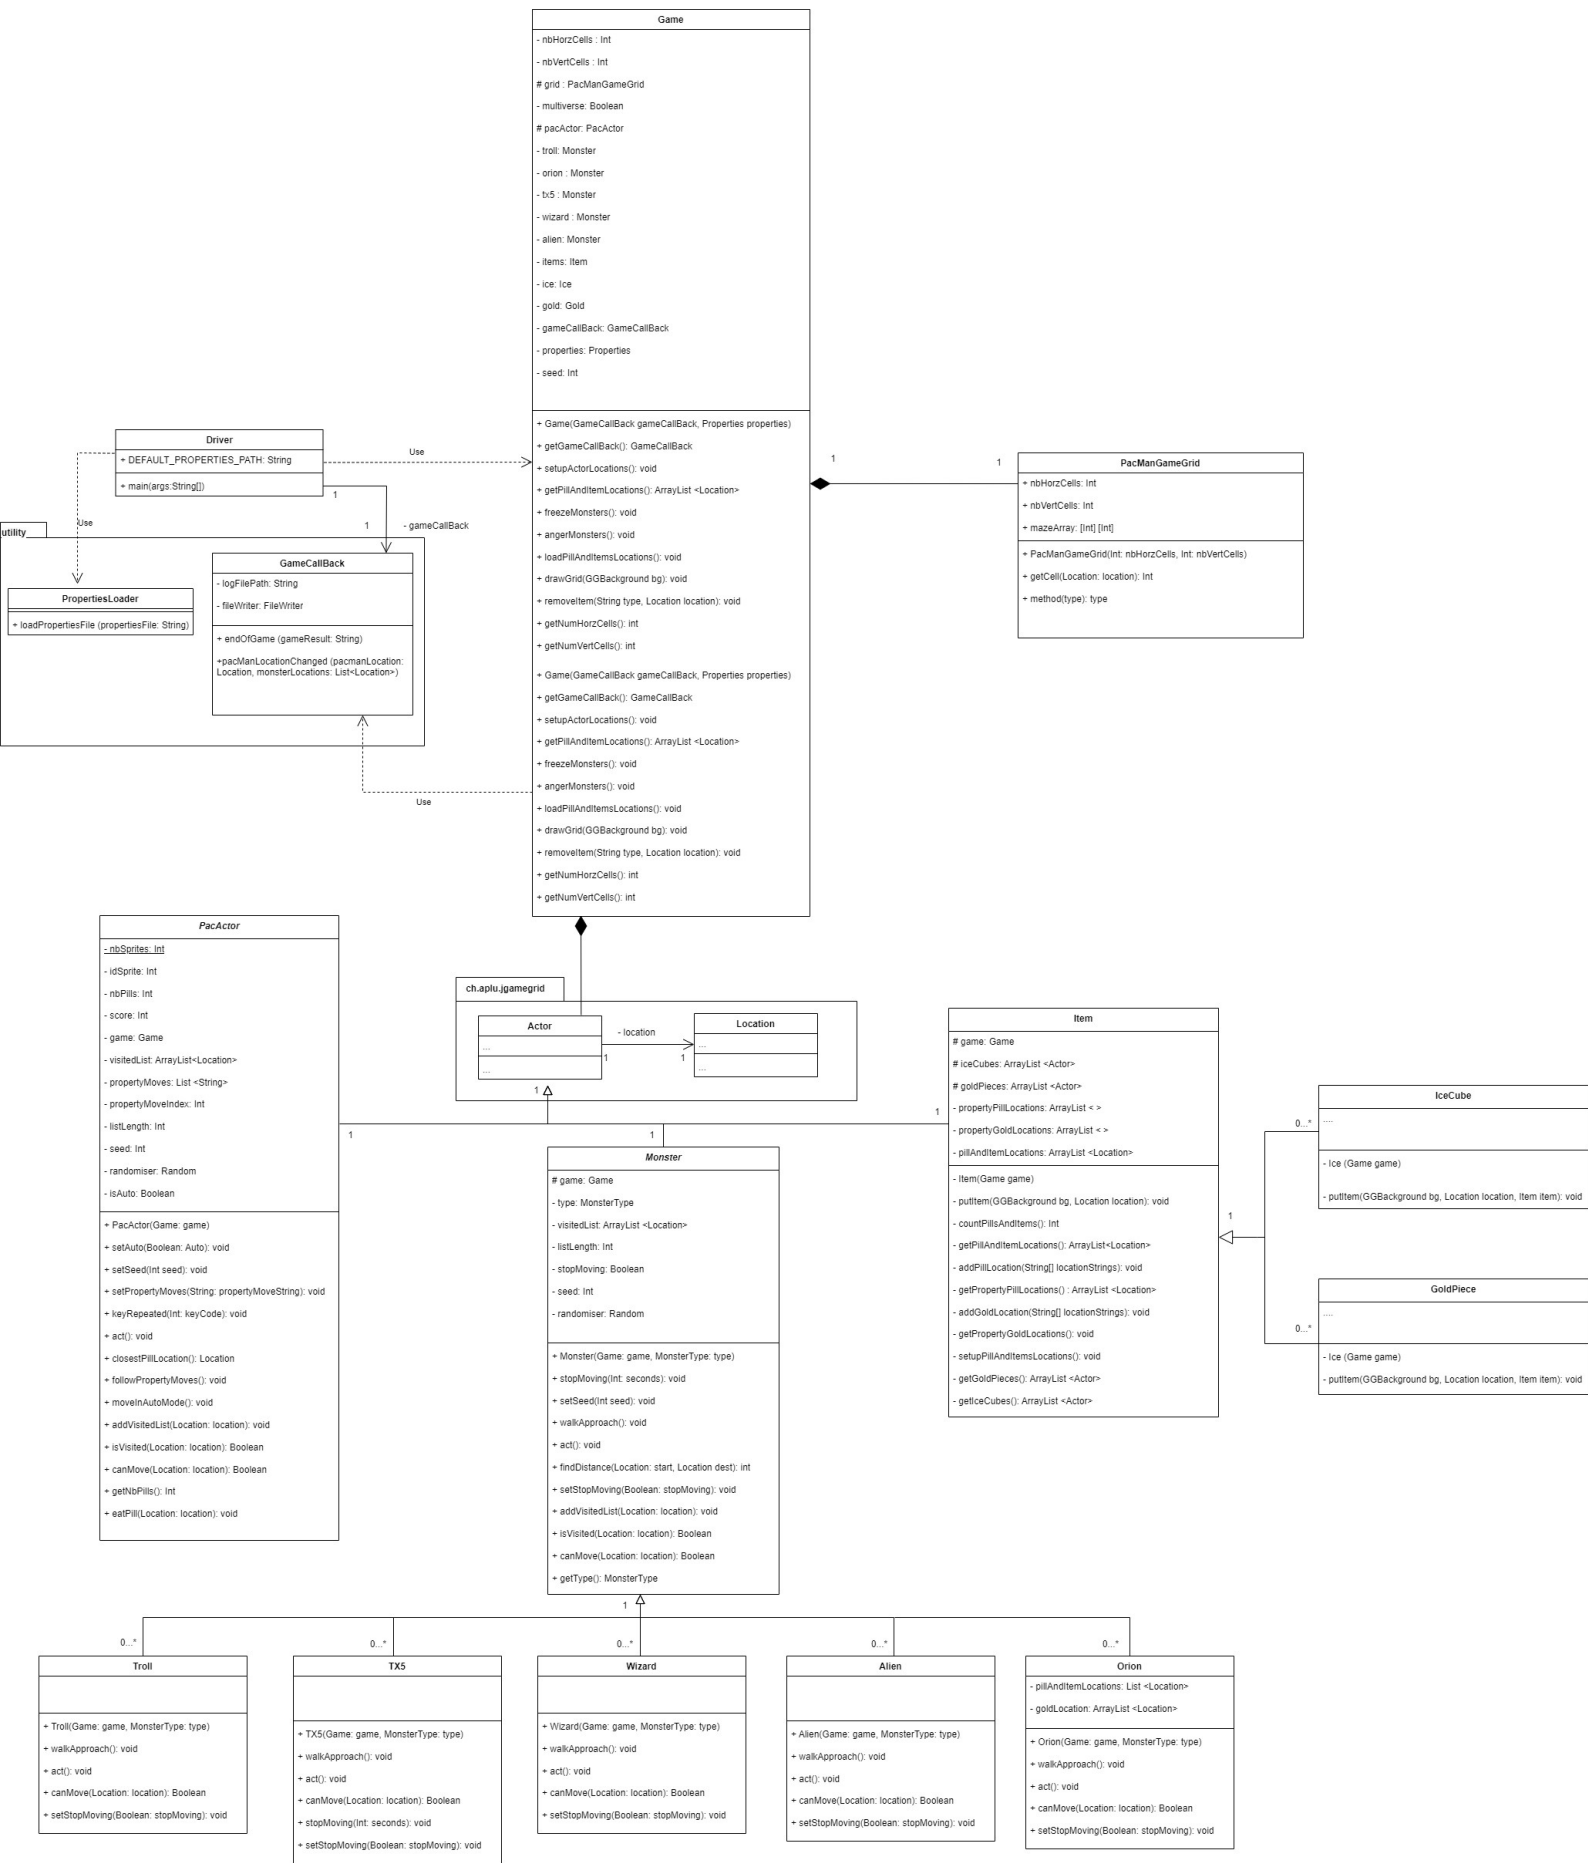 Game
- nbHorzCells : Int
- nbVertCells : Int
# grid : PacManGameGrid
- multiverse: Boolean
# pacActor: PacActor
- troll: Monster
- orion : Monster
- tx5 : Monster
- wizard : Monster
- alien: Monster
- items: Item
- ice: Ice
- gold: Gold
- gameCallBack: GameCallBack
- properties: Properties
- seed: Int
+ Game(GameCallBack gameCallBack, Properties properties)
+ getGameCallBack(): GameCallBack
+ setupActorLocations(): void
+ getPillAndItemLocations(): ArrayList <Location>
+ freezeMonsters(): void
+ angerMonsters(): void
+ loadPillAndItemsLocations(): void
+ drawGrid(GGBackground bg): void
+ removeItem(String type, Location location): void
+ getNumHorzCells(): int
+ getNumVertCells(): int
+ Game(GameCallBack gameCallBack, Properties properties)
+ getGameCallBack(): GameCallBack
+ setupActorLocations(): void
+ getPillAndItemLocations(): ArrayList <Location>
+ freezeMonsters(): void
+ angerMonsters(): void
+ loadPillAndItemsLocations(): void
+ drawGrid(GGBackground bg): void
+ removeItem(String type, Location location): void
+ getNumHorzCells(): int
+ getNumVertCells(): int
Driver
+ DEFAULT_PROPERTIES_PATH: String
+ main(args:String[])
Use
Use
1
1
- gameCallBack
utility
PropertiesLoader
+ loadPropertiesFile (propertiesFile: String)
GameCallBack
- logFilePath: String
- fileWriter: FileWriter
+ endOfGame (gameResult: String)
+pacManLocationChanged (pacmanLocation:
Location, monsterLocations: List<Location>)
Use
1
1
PacManGameGrid
+ nbHorzCells: Int
+ nbVertCells: Int
+ mazeArray: [Int] [Int]
+ PacManGameGrid(Int: nbHorzCells, Int: nbVertCells)
+ getCell(Location: location): Int
+ method(type): type
PacActor
- nbSprites: Int
- idSprite: Int
- nbPills: Int
- score: Int
- game: Game
- visitedList: ArrayList<Location>
- propertyMoves: List <String>
- propertyMoveIndex: Int
- listLength: Int
- seed: Int
- randomiser: Random
- isAuto: Boolean
+ PacActor(Game: game)
+ setAuto(Boolean: Auto): void
+ setSeed(Int seed): void
+ setPropertyMoves(String: propertyMoveString): void
+ keyRepeated(Int: keyCode): void
+ act(): void
+ closestPillLocation(): Location
+ followPropertyMoves(): void
+ moveInAutoMode(): void
+ addVisitedList(Location: location): void
+ isVisited(Location: location): Boolean
+ canMove(Location: location): Boolean
+ getNbPills(): Int
+ eatPill(Location: location): void
ch.aplu.jgamegrid
Actor
...
...
- location
1
1
Location
...
...
1
1
1
1
Monster
# game: Game
- type: MonsterType
- visitedList: ArrayList <Location>
- listLength: Int
- stopMoving: Boolean
- seed: Int
- randomiser: Random
+ Monster(Game: game, MonsterType: type)
+ stopMoving(Int: seconds): void
+ setSeed(Int seed): void
+ walkApproach(): void
+ act(): void
+ findDistance(Location: start, Location dest): int
+ setStopMoving(Boolean: stopMoving): void
+ addVisitedList(Location: location): void
+ isVisited(Location: location): Boolean
+ canMove(Location: location): Boolean
+ getType(): MonsterType
Item
# game: Game
# iceCubes: ArrayList <Actor>
# goldPieces: ArrayList <Actor>
- propertyPillLocations: ArrayList < >
- propertyGoldLocations: ArrayList < >
- pillAndItemLocations: ArrayList <Location>
- Item(Game game)
- putItem(GGBackground bg, Location location): void
- countPillsAndItems(): Int
- getPillAndItemLocations(): ArrayList<Location>
- addPillLocation(String[] locationStrings): void
- getPropertyPillLocations() : ArrayList <Location>
- addGoldLocation(String[] locationStrings): void
- getPropertyGoldLocations(): void
- setupPillAndItemsLocations(): void
- getGoldPieces(): ArrayList <Actor>
- getIceCubes(): ArrayList <Actor>
1
0...*
0...*
IceCube
....
- Ice (Game game)
- putItem(GGBackground bg, Location location, Item item): void
GoldPiece
....
- Ice (Game game)
- putItem(GGBackground bg, Location location, Item item): void
1
0...*
0...*
0...*
0...*
0...*
Troll
+ Troll(Game: game, MonsterType: type)
+ walkApproach(): void
+ act(): void
+ canMove(Location: location): Boolean
+ setStopMoving(Boolean: stopMoving): void
TX5
+ TX5(Game: game, MonsterType: type)
+ walkApproach(): void
+ act(): void
+ canMove(Location: location): Boolean
+ stopMoving(Int: seconds): void
+ setStopMoving(Boolean: stopMoving): void
Wizard
+ Wizard(Game: game, MonsterType: type)
+ walkApproach(): void
+ act(): void
+ canMove(Location: location): Boolean
+ setStopMoving(Boolean: stopMoving): void
Alien
+ Alien(Game: game, MonsterType: type)
+ walkApproach(): void
+ act(): void
+ canMove(Location: location): Boolean
+ setStopMoving(Boolean: stopMoving): void
Orion
- pillAndItemLocations: List <Location>
- goldLocation: ArrayList <Location>
+ Orion(Game: game, MonsterType: type)
+ walkApproach(): void
+ act(): void
+ canMove(Location: location): Boolean
+ setStopMoving(Boolean: stopMoving): void